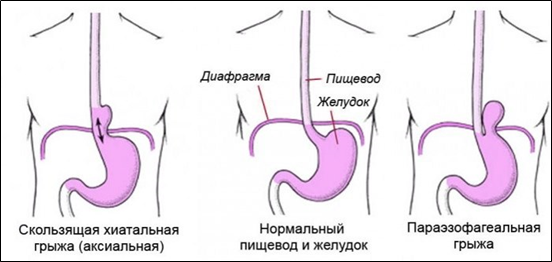 Диафрагма
Пищевод
Желудок
Скользящая хиатальная
грыжа (аксиальная)
Нормальный
пищевод и желудок
Параэзофагеальная
грыжа